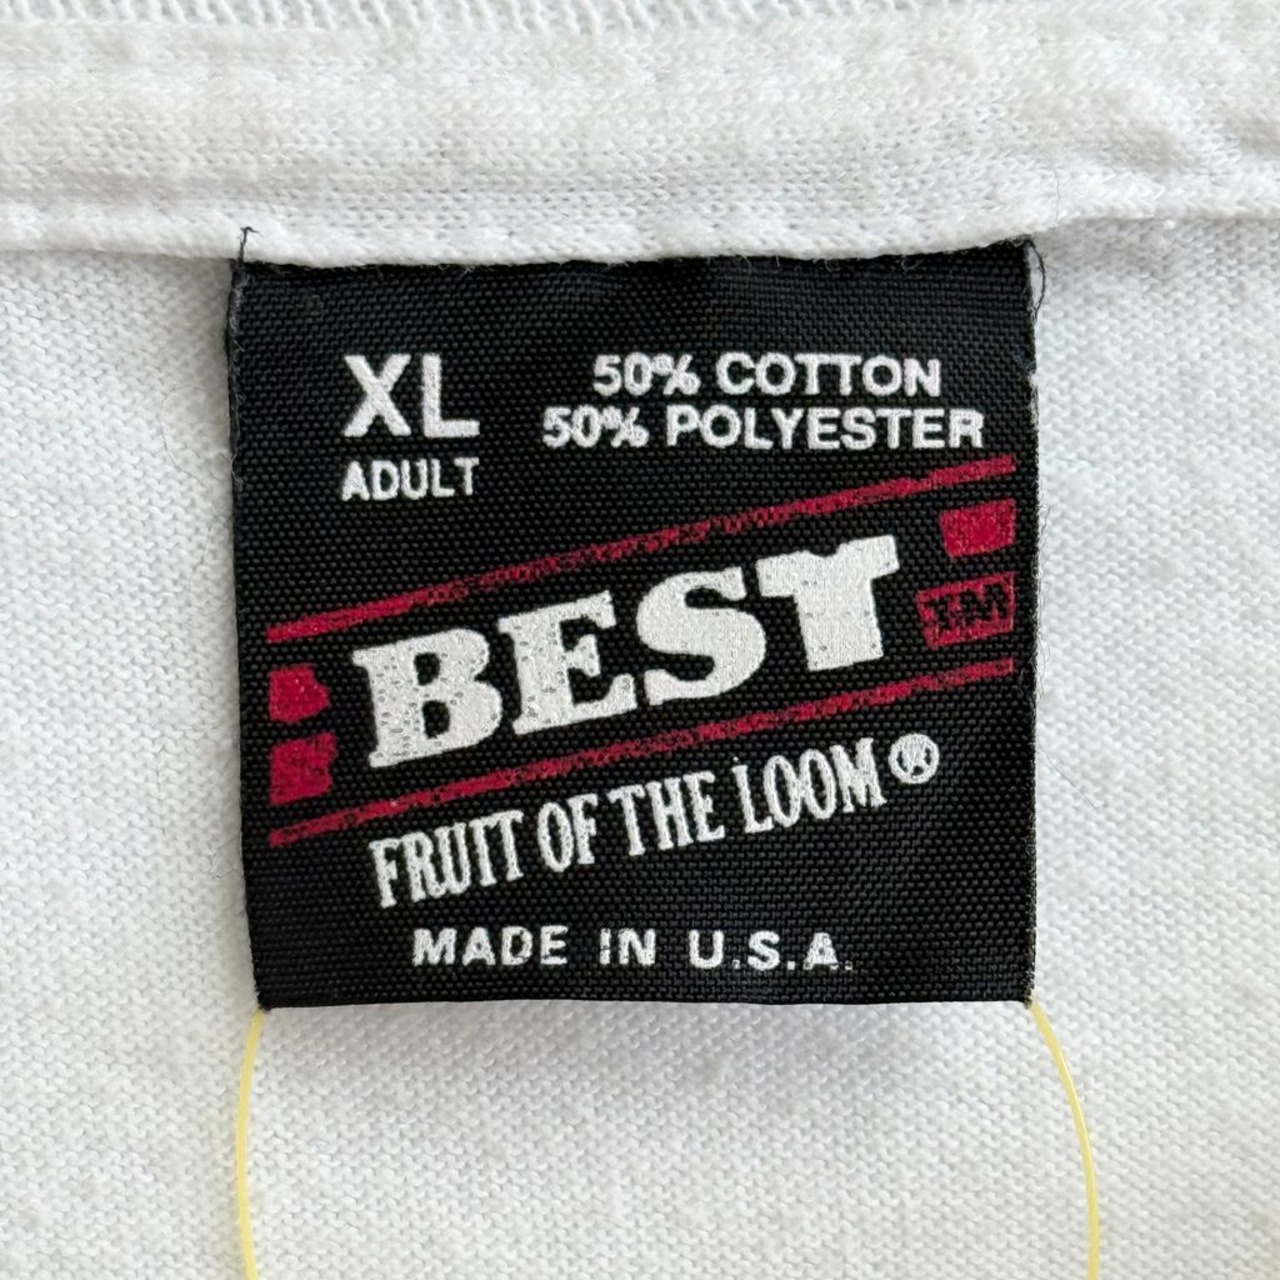 XL
ADULT
50% COTTON
50% POLYESTER
BEST
TM
FRUIT OF THE LOOM®
MADE IN U.S.A.